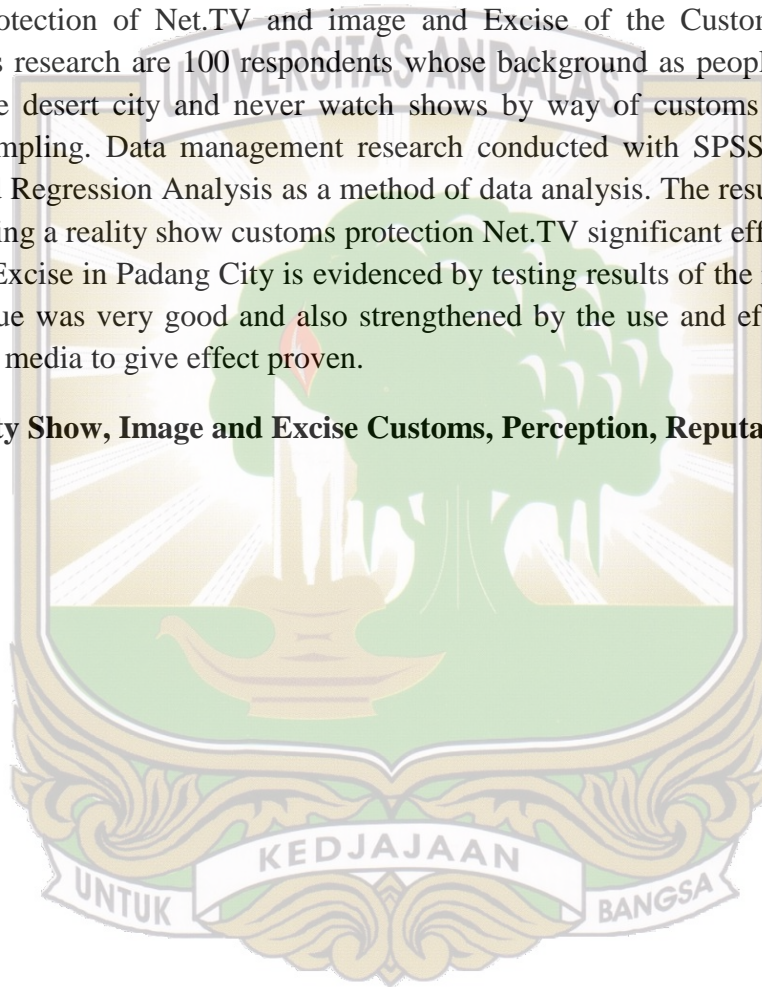 otection of Net.TV and image and Excise of the Custon
s research are 100 respondents whose background as peopl
e desert city and never watch shows by way of customs
mpling. Data management research conducted with SPSS
Regression Analysis as a method of data analysis. The resu
ing a reality show customs protection Net.TV significant eff
Excise in Padang City is evidenced by testing results of the
ue was very good and also strengthened by the use and ef
media to give effect proven.
ty Show, Image and Excise Customs, Perception, Reputa
UNIVERSITAS ANDALAS
KEDJAJAAN
UNTUK
BANGSA